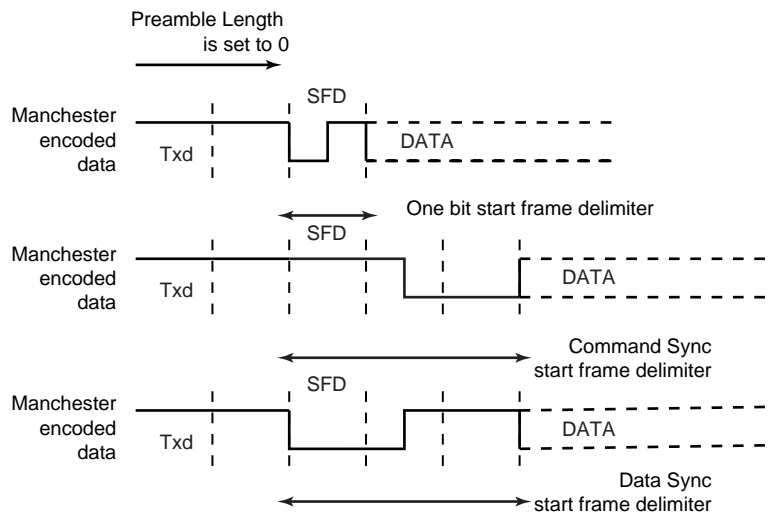 Preamble Length
is set to 0
SFD
Manchester
encoded
data
Txd
DATA
One bit start frame delimiter
SFD
Manchester
encoded
data
Txd
DATA
Command Sync
start frame delimiter
SFD
Manchester
encoded
data
Txd
DATA
Data Sync
start frame delimiter